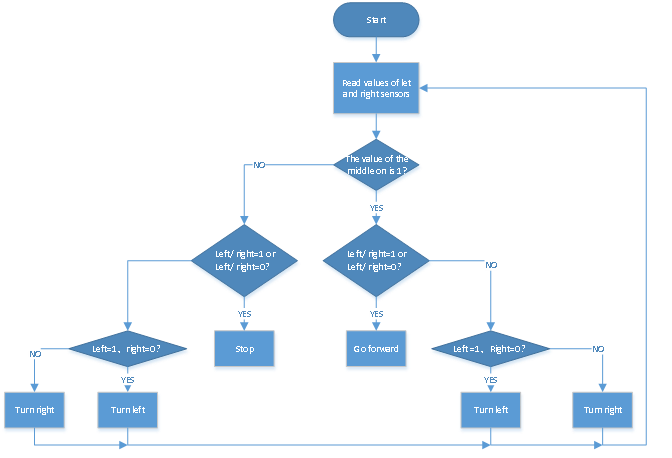 Start
Read values of let
and right sensors
The value of the
middle on is 1?
NO
YES
Left/ right=1 or
Left/ right=0?
Left/ right=1 or
Left/ right=0?
NO
YES
YES
Left=1、right=0?
Stop
Go forward
Left=1、Right=0?
NO
NO
YES
YES
Turn right
Turn left
Turn left
Turn right